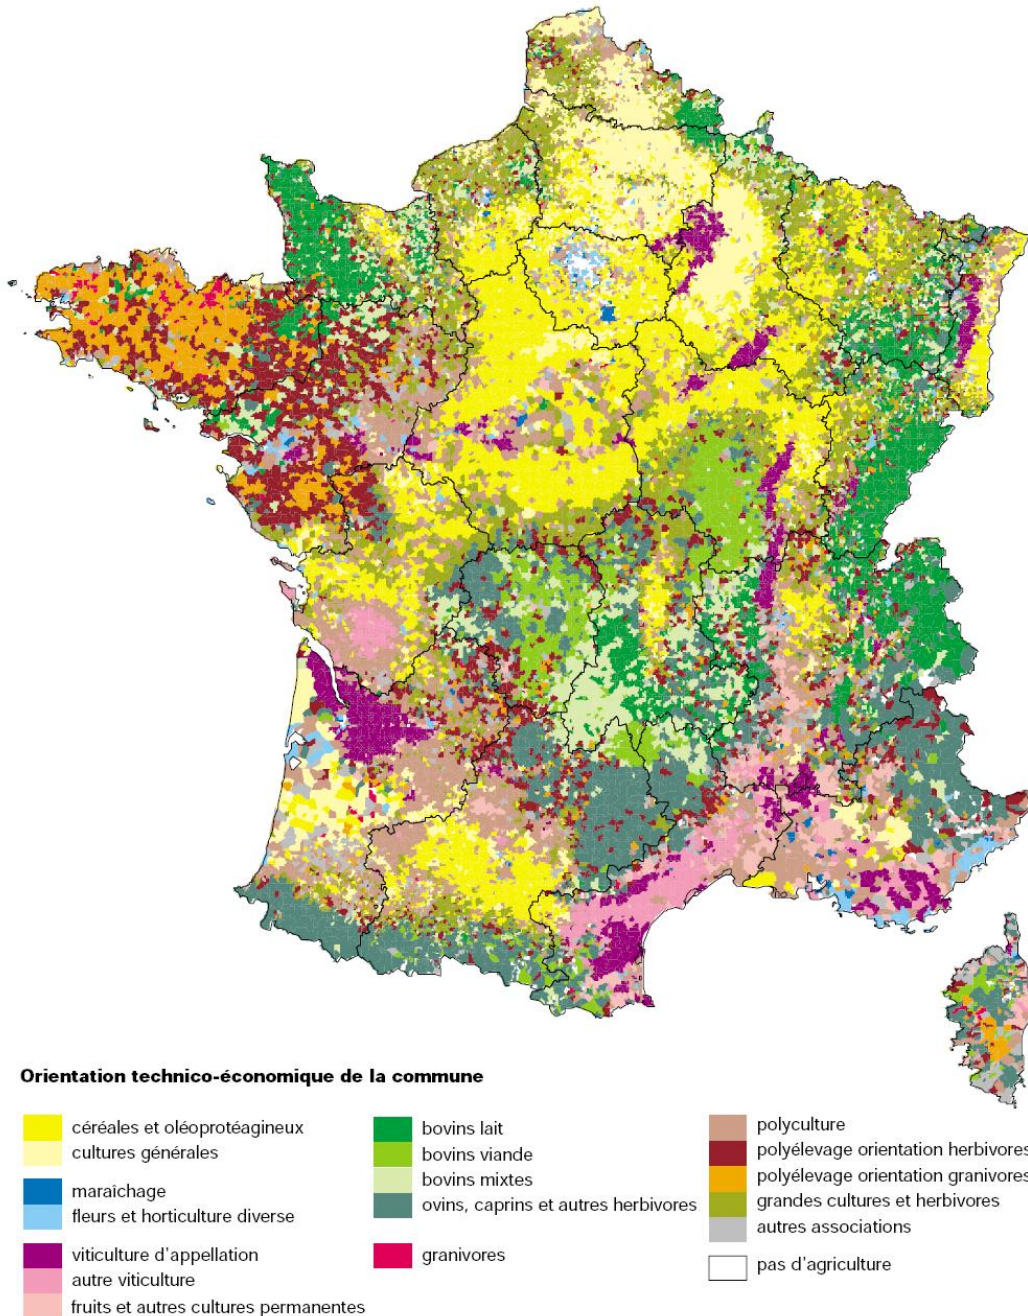 Orientation technico-économique de la commune
céréales et oléoprotéagineux
cultures générales
maraîchage
fleurs et horticulture diverse
viticulture d'appellation
autre viticulture
fruits et autres cultures permanentes
bovins lait
bovins viande
bovins mixtes
ovins, caprins et autres herbivores
granivores
polyculture
polyélevage orientation herbivores
polyélevage orientation granivores
grandes cultures et herbivores
autres associations
pas d'agriculture